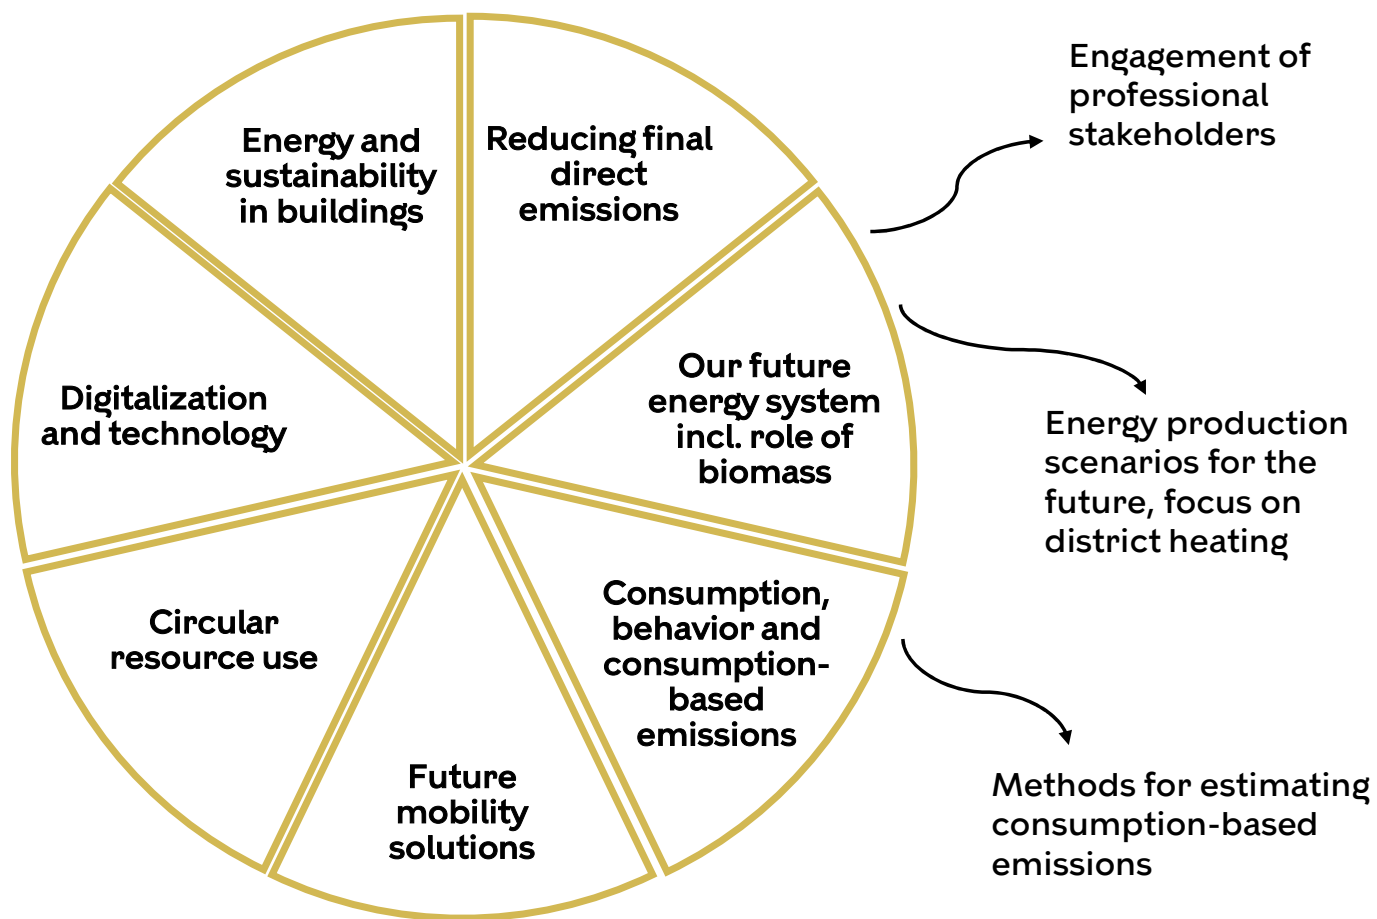 Energy and
sustainability
in buildings
Reducing final
direct
emissions
Engagement of
professional
stakeholders
Our future
energy system
incl. role of
biomass
Energy production
scenarios for the
future, focus on
district heating
Consumption,
behavior and
consumption-
based
emissions
Methods for estimating
consumption-based
emissions
Future
mobility
solutions
Circular
resource use
Digitalization
and technology